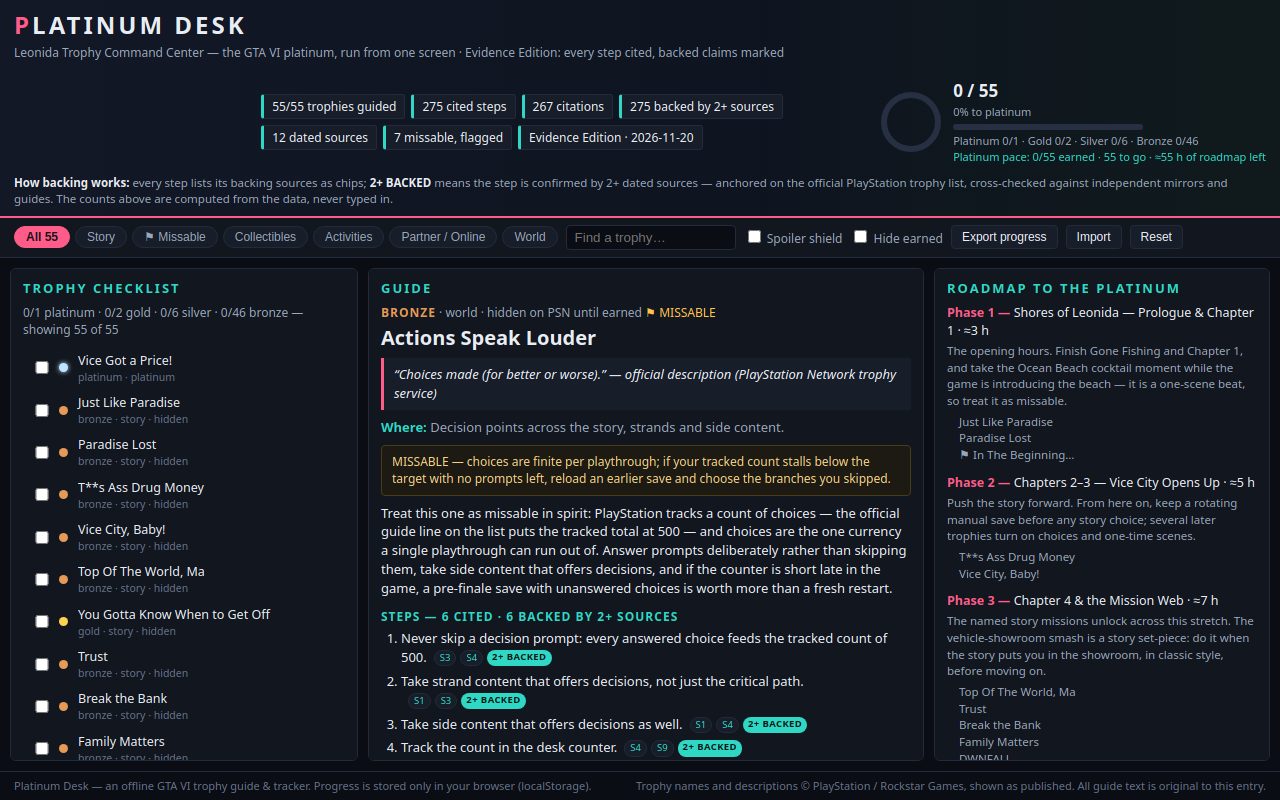 PLATINUM DESK
Leonida Trophy Command Center — the GTA VI platinum, run from one screen · Evidence Edition: every step cited, backed claims marked
55/55 trophies guided
275 cited steps
267 citations
275 backed by 2+ sources
12 dated sources
7 missable, flagged
Evidence Edition · 2026-11-20
0 / 55
0% to platinum
Platinum 0/1 · Gold 0/2 · Silver 0/6 · Bronze 0/46
Platinum pace: 0/55 earned · 55 to go · ≈55 h of roadmap left
How backing works: every step lists its backing sources as chips; 2+ BACKED means the step is confirmed by 2+ dated sources — anchored on the official PlayStation trophy list, cross-checked against independent mirrors and
guides. The counts above are computed from the data, never typed in.
All 55
Story
⚑ Missable
Collectibles
Activities
Partner / Online
World
Find a trophy…
Spoiler shield
Hide earned
Export progress
Import
Reset
TROPHY CHECKLIST
0/1 platinum · 0/2 gold · 0/6 silver · 0/46 bronze —
showing 55 of 55
Vice Got a Price!
platinum · platinum
Just Like Paradise
bronze · story · hidden
Paradise Lost
bronze · story · hidden
T**s Ass Drug Money
bronze · story · hidden
Vice City, Baby!
bronze · story · hidden
Top Of The World, Ma
bronze · story · hidden
You Gotta Know When to Get Off
gold · story · hidden
Trust
bronze · story · hidden
Break the Bank
bronze · story · hidden
Family Matters
bronze · story · hidden
GUIDE
BRONZE · world · hidden on PSN until earned ⚑ MISSABLE
Actions Speak Louder
“Choices made (for better or worse).” — official description (PlayStation Network trophy
service)
Where: Decision points across the story, strands and side content.
MISSABLE — choices are finite per playthrough; if your tracked count stalls below the
target with no prompts left, reload an earlier save and choose the branches you skipped.
Treat this one as missable in spirit: PlayStation tracks a count of choices — the official
guide line on the list puts the tracked total at 500 — and choices are the one currency
a single playthrough can run out of. Answer prompts deliberately rather than skipping
them, take side content that offers decisions, and if the counter is short late in the
game, a pre-finale save with unanswered choices is worth more than a fresh restart.
STEPS — 6 CITED · 6 BACKED BY 2+ SOURCES
1. Never skip a decision prompt: every answered choice feeds the tracked count of
500. S3 S4 2+ BACKED
2. Take strand content that offers decisions, not just the critical path.
S1 S3 2+ BACKED
3. Take side content that offers decisions as well. S1 S4 2+ BACKED
4. Track the count in the desk counter. S4 S9 2+ BACKED
ROADMAP TO THE PLATINUM
Phase 1 — Shores of Leonida — Prologue & Chapter
1 · ≈3 h
The opening hours. Finish Gone Fishing and Chapter 1,
and take the Ocean Beach cocktail moment while the
game is introducing the beach — it is a one-scene beat,
so treat it as missable.
Just Like Paradise
Paradise Lost
⚑ In The Beginning…
Phase 2 — Chapters 2–3 — Vice City Opens Up · ≈5 h
Push the story forward. From here on, keep a rotating
manual save before any story choice; several later
trophies turn on choices and one-time scenes.
T**s Ass Drug Money
Vice City, Baby!
Phase 3 — Chapter 4 & the Mission Web · ≈7 h
The named story missions unlock across this stretch. The
vehicle-showroom smash is a story set-piece: do it when
the story puts you in the showroom, in classic style,
before moving on.
Top Of The World, Ma
Trust
Break the Bank
Family Matters
DWNFALL
Platinum Desk — an offline GTA VI trophy guide & tracker. Progress is stored only in your browser (localStorage).
Trophy names and descriptions © PlayStation / Rockstar Games, shown as published. All guide text is original to this entry.